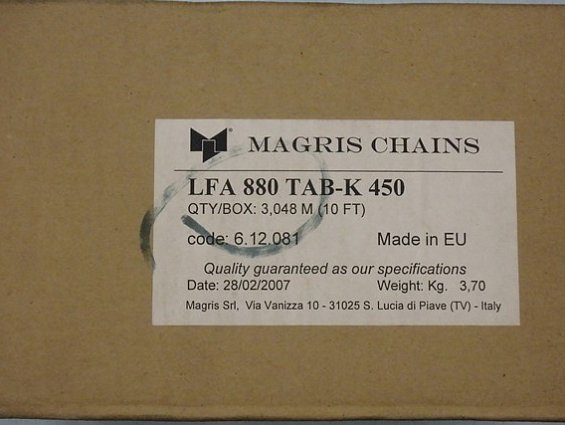 MAGRIS CHAINS
LFA 880 TAB-K 450
QTY/BOX: 3,048 M (10 FT)
code: 6.12.081 Made in EU
Quality guaranteed as our specifications
Date: 28/02/2007 Weight: Kg. 3,70
Magris Srl, Via Vanizza 10 - 31025 S. Lucia di Piave (TV) - Italy